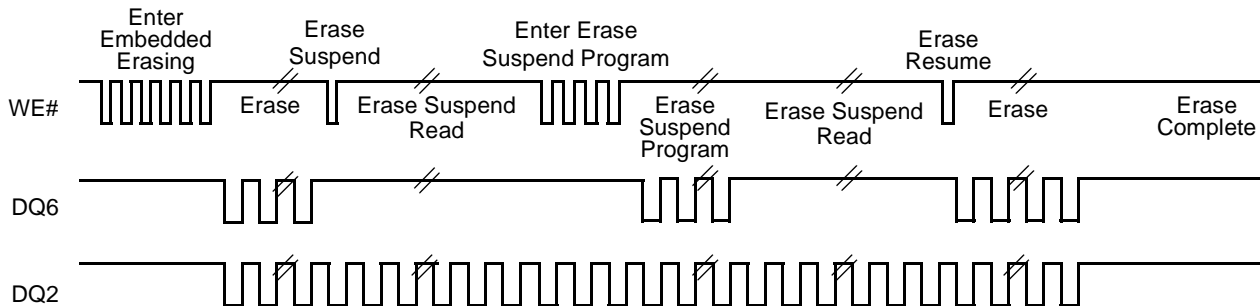 Enter
Embedded
Erasing
Erase
Suspend
Enter Erase
Suspend Program
Erase
Resume
WE#
Erase
Erase Suspend
Read
Erase
Suspend
Program
Erase Suspend
Read
Erase
Erase
Complete
DQ6
DQ2